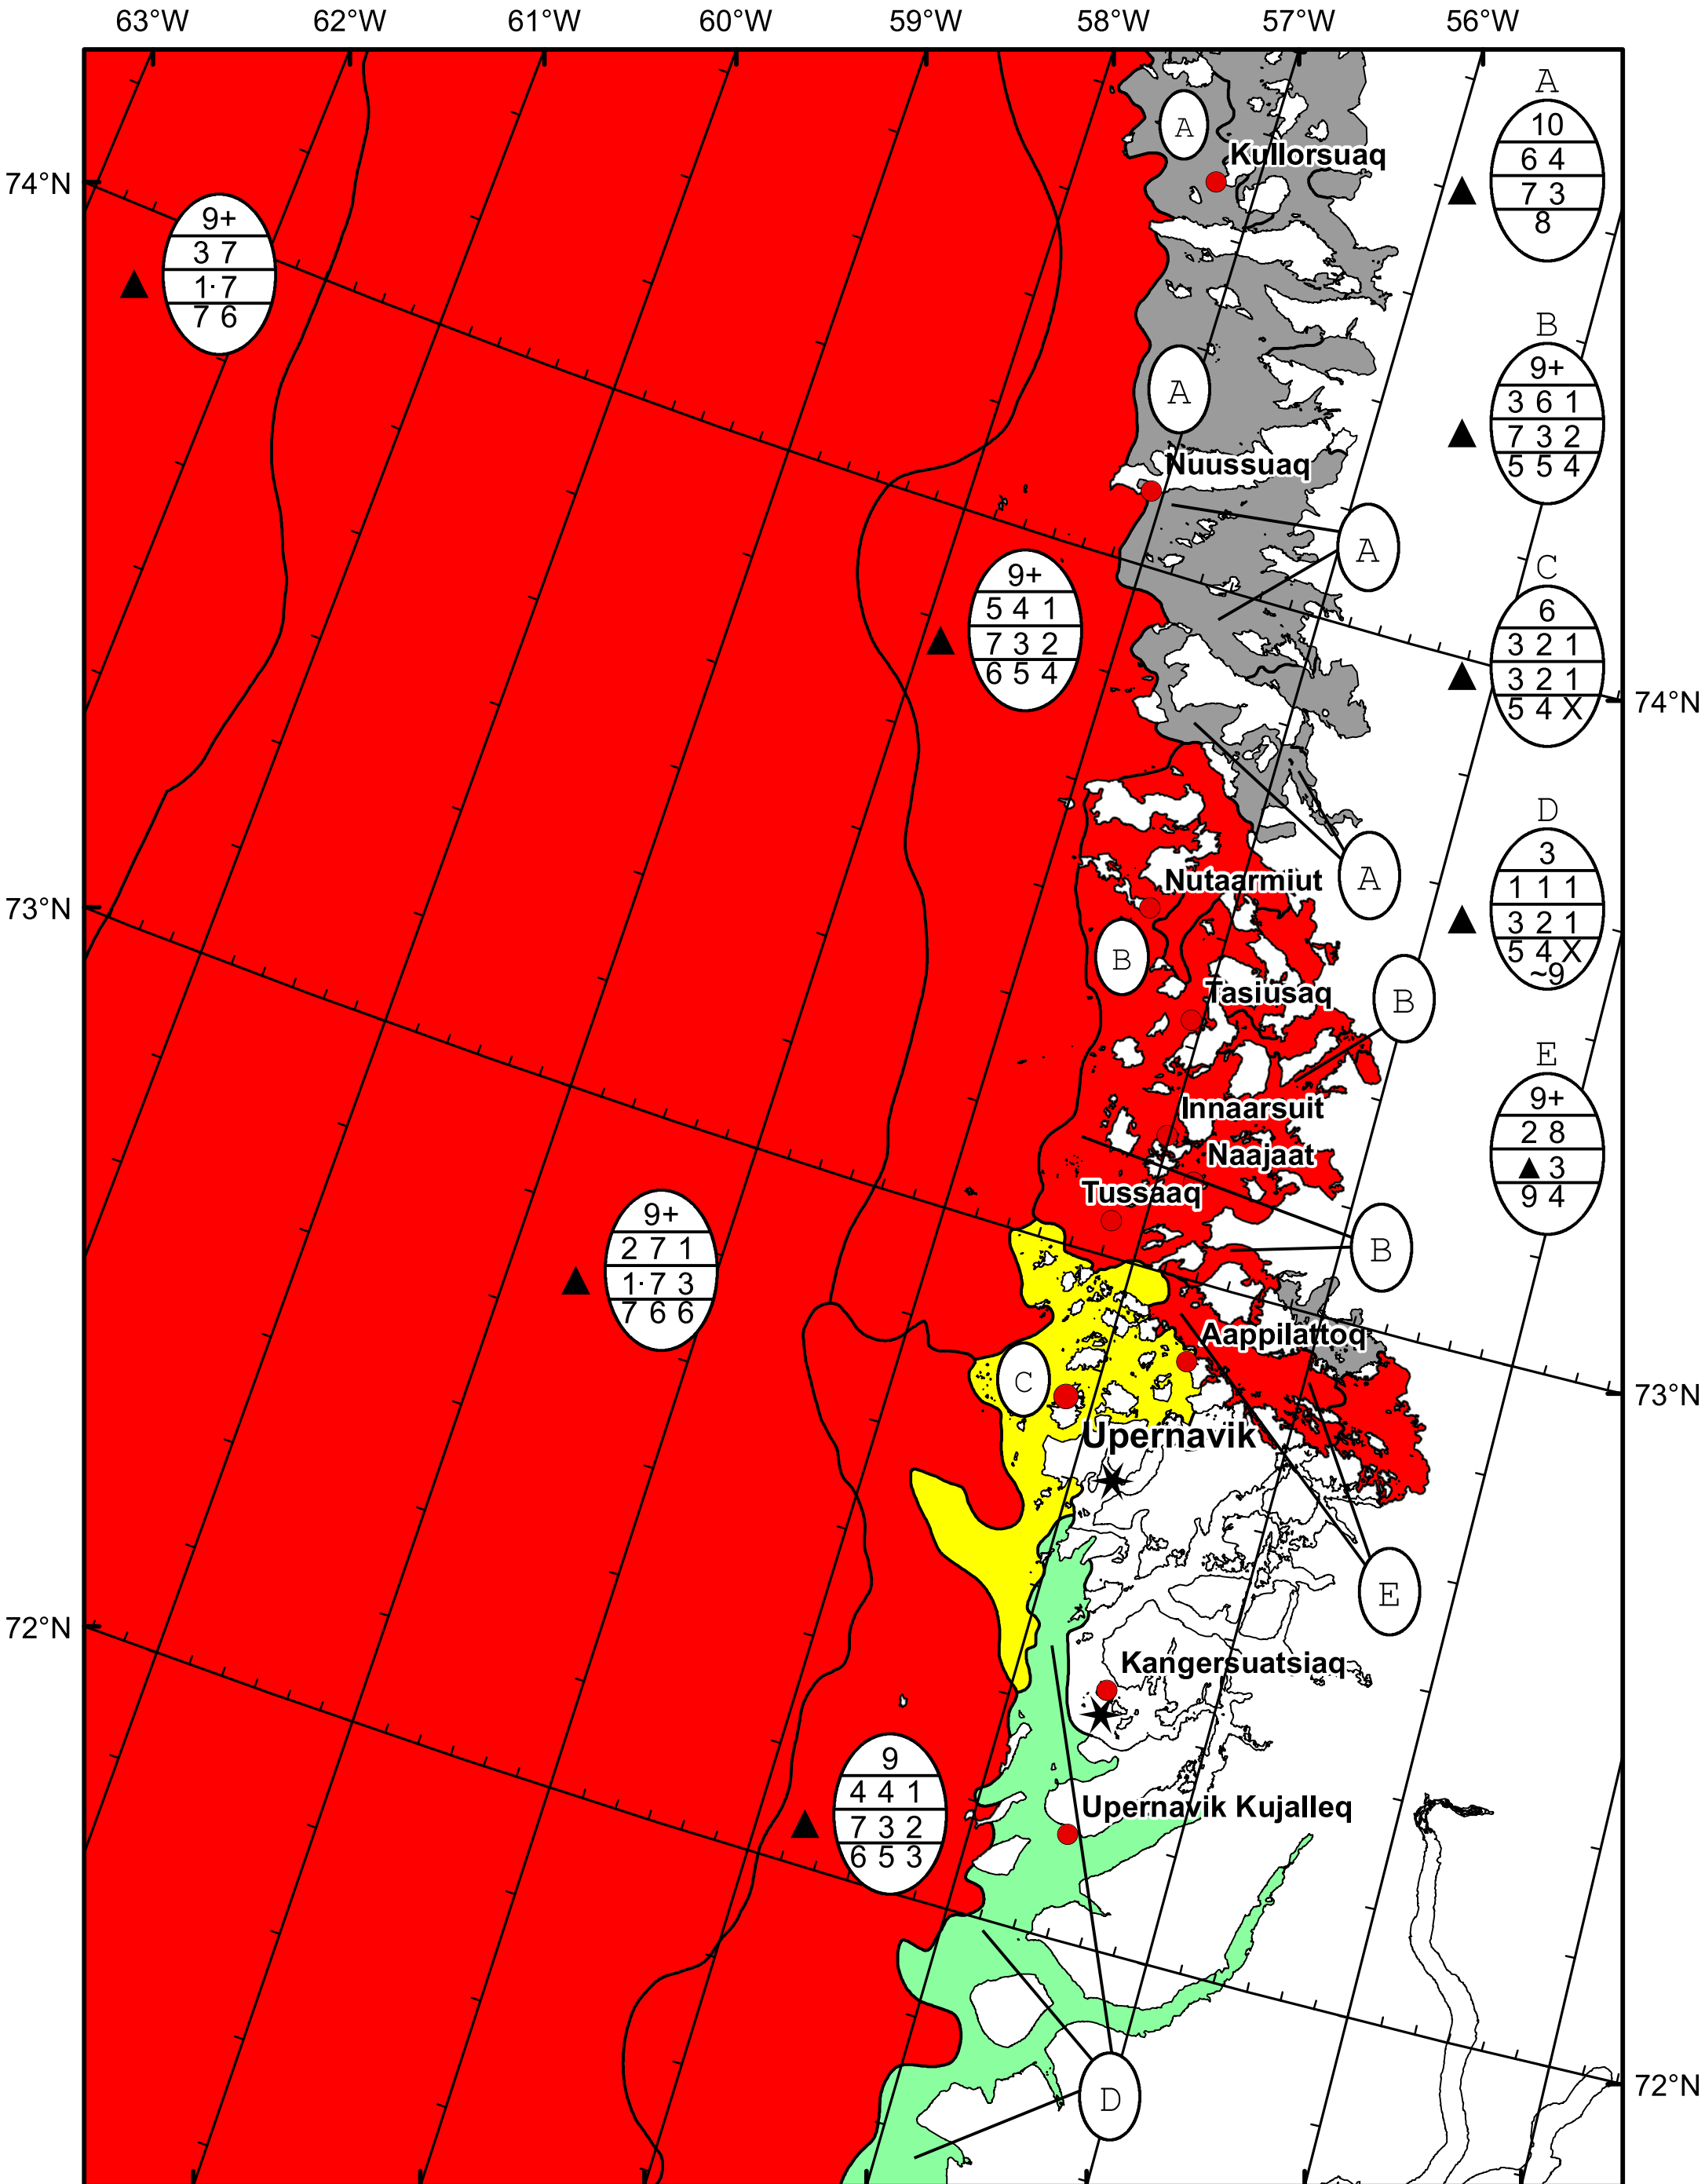 63°W 62°W 61°W 60°W 59°W 58°W 57°W 56°W
A
10
6 4
7 3
8
A
Kullorsuaq
74°N
9+
3 7
1· 7
7 6
B
9+
3 6 1
7 3 2
5 5 4
A
Nuussuaq
A
9+
5 4 1
7 3 2
6 5 4
C
6
3 2 1
3 2 1
5 4 X
74°N
D
3
1 1 1
3 2 1
5 4 X
~9
A
Nutaarmiut
73°N
B
Tasiusaq
B
E
9+
2 8
▲ 3
9 4
Innaarsuit
Naajaat
Tussaaq
B
9+
2 7 1
1· 7 3
7 6 6
Aappilattoq
C
73°N
Upernavik
E
72°N
Kangersuatsiaq
9
4 4 1
7 3 2
6 5 3
Upernavik Kujalleq
D
72°N